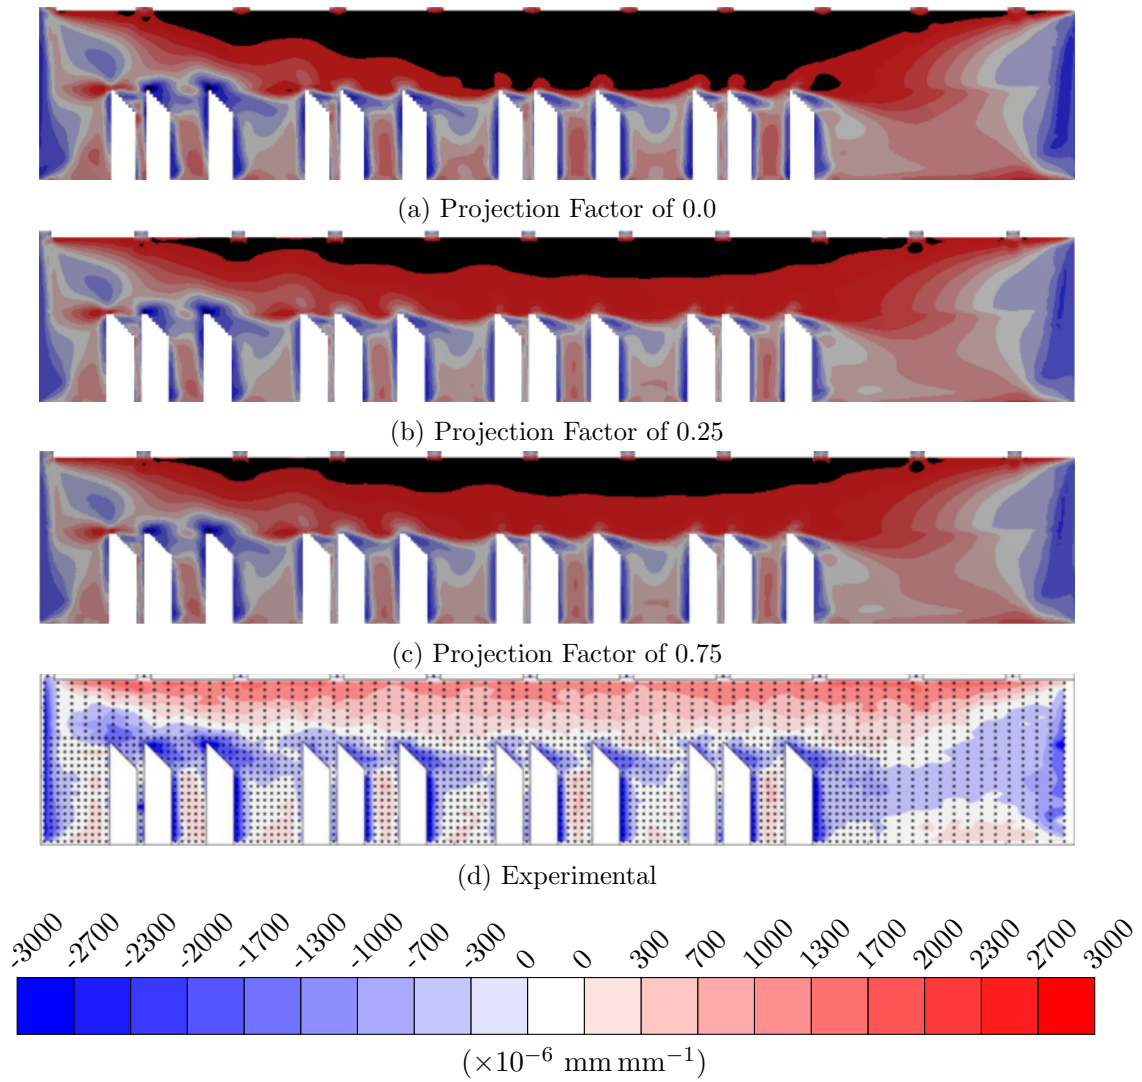 (a) Projection Factor of 0.0
(b) Projection Factor of 0.25
(c) Projection Factor of 0.75
(d) Experimental
-3000 -2700 -2300 -2000 -1700 -1300 -1000 -700 -300 0 0 300 700 1000 1300 1700 2000 2300 2700 3000
(×10⁻⁶ mm mm⁻¹)